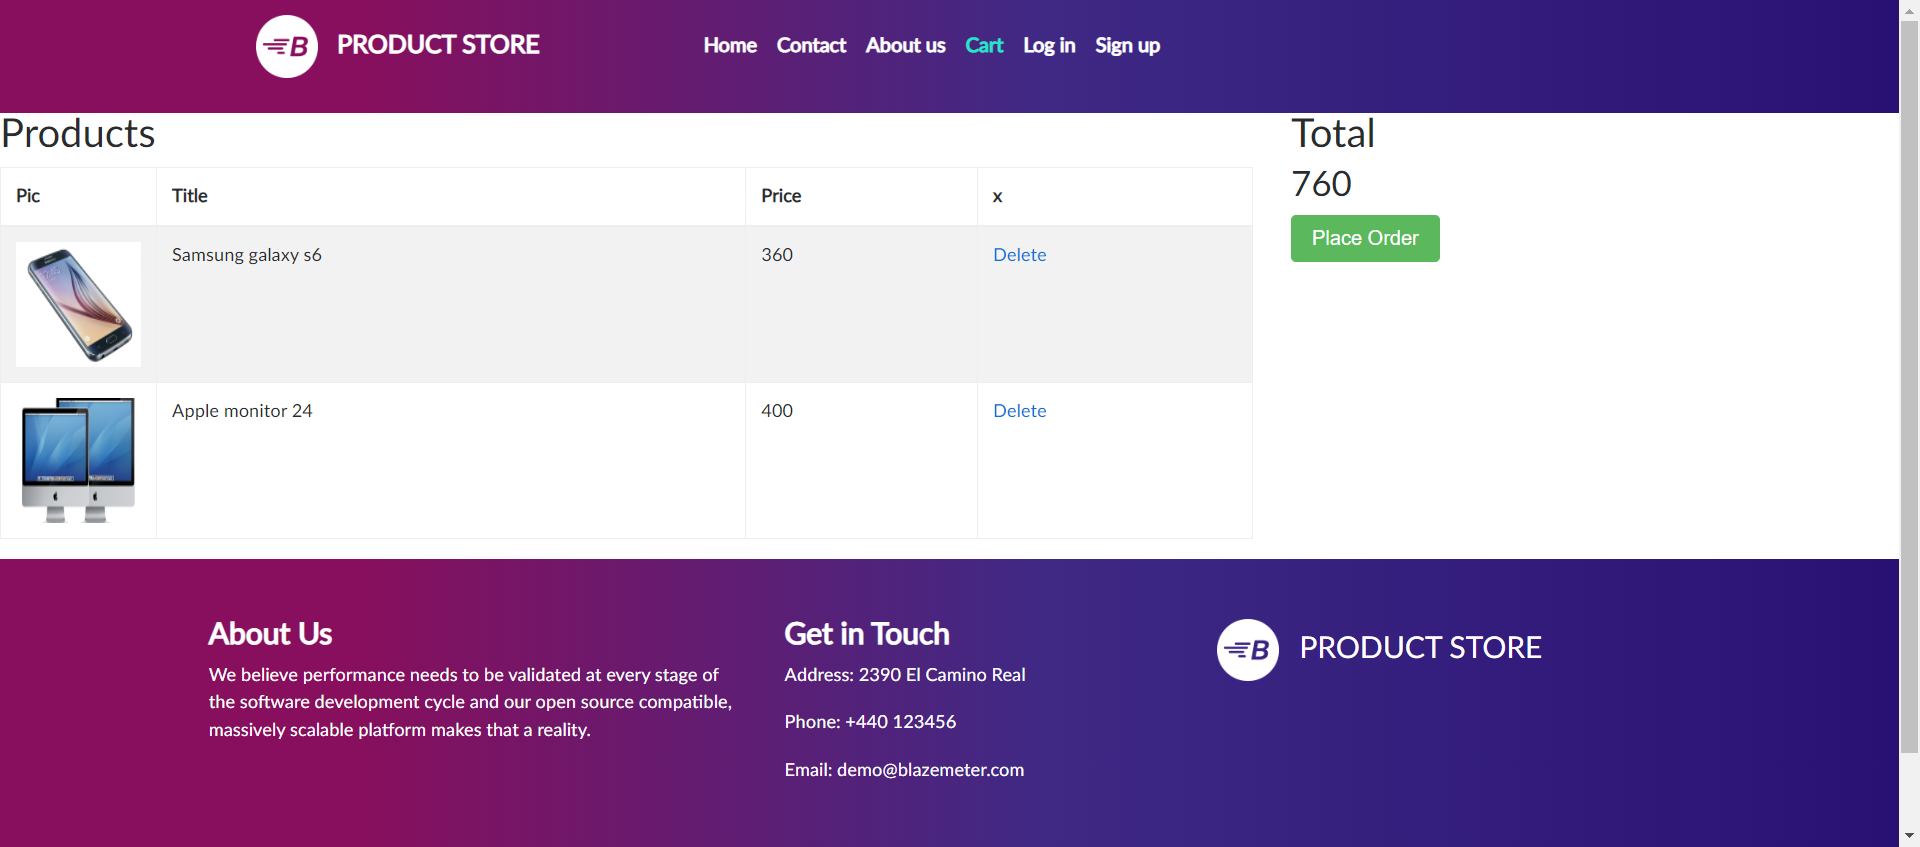 B PRODUCT STORE Home Contact About us Cart Log in Sign up
Products
Pic Title Price x
Samsung galaxy s6 360 Delete
Apple monitor 24 400 Delete
Total
760
Place Order
About Us
We believe performance needs to be validated at every stage of
the software development cycle and our open source compatible,
massively scalable platform makes that a reality.
Get in Touch
Address: 2390 El Camino Real
Phone: +440 123456
Email: demo@blazemeter.com
B PRODUCT STORE